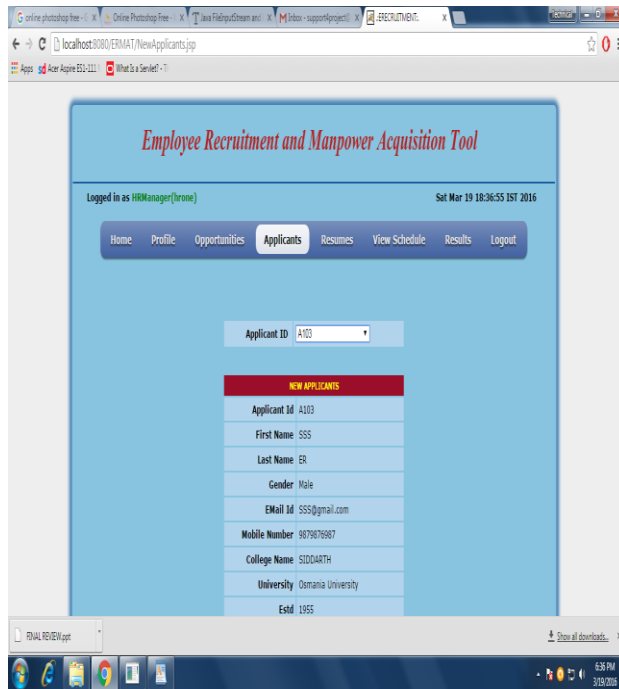 online photoshop free - G
Online Photoshop Free -
Java FileInputStream and
Inbox - support4project@
:ERECRUITMENT:.
localhost:8080/ERMAT/NewApplicants.jsp
Apps
Acer Aspire ES1-111
What Is a Servlet? - T
Employee Recruitment and Manpower Acquisition Tool
Logged in as HRManager(hrone)
Sat Mar 19 18:36:55 IST 2016
Home Profile Opportunities Applicants Resumes View Schedule Results Logout
Applicant ID A103
NEW APPLICANTS
Applicant Id A103
First Name SSS
Last Name ER
Gender Male
EMail Id SSS@gmail.com
Mobile Number 9879876987
College Name SIDDARTH
University Osmania University
Estd 1955
FINAL REVIEW.ppt
Show all downloads...
6:36 PM
3/19/2016